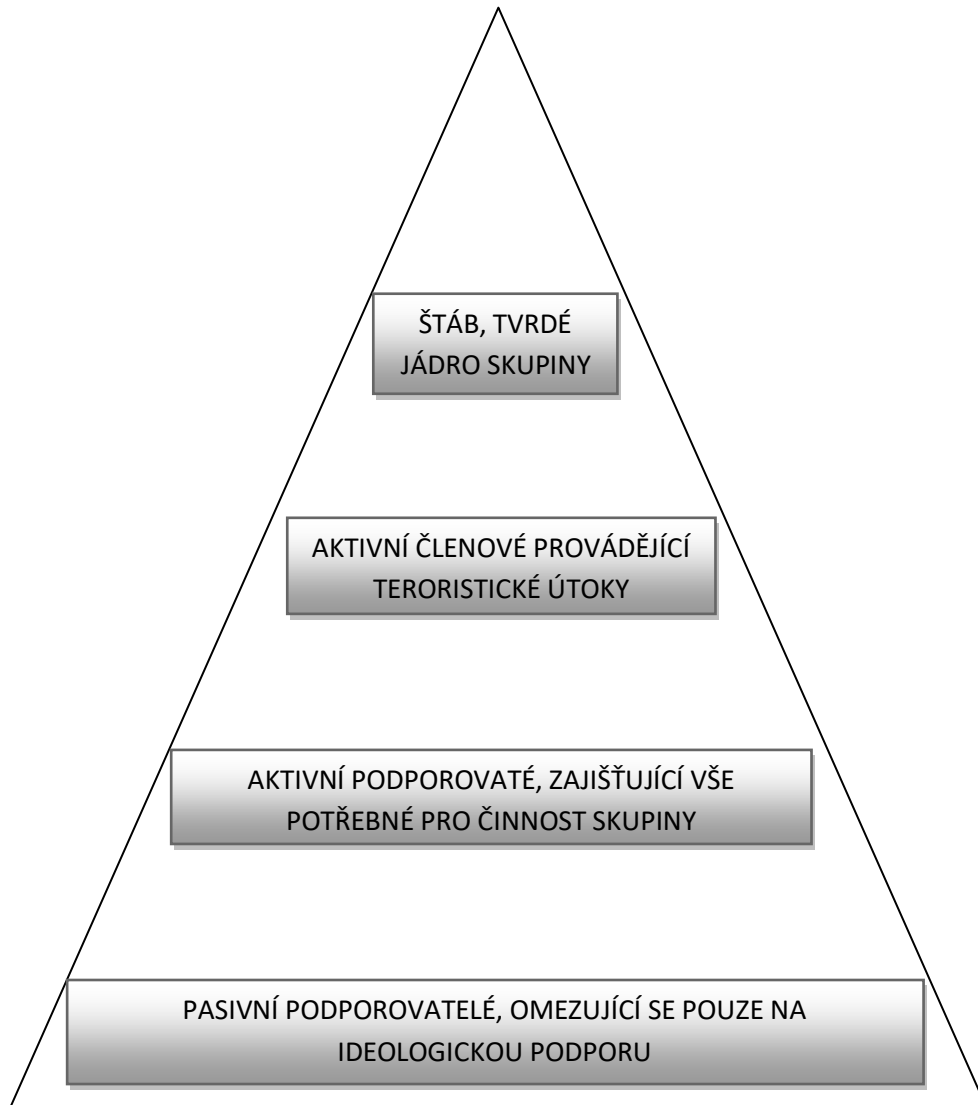 ŠTÁB, TVRDÉ
JÁDRO SKUPINY
AKTIVNÍ ČLENOVÉ PROVÁDĚJÍCÍ
TERORISTICKÉ ÚTOKY
AKTIVNÍ PODPOROVATÉ, ZAJIŠŤUJÍCÍ VŠE
POTŘEBNÉ PRO ČINNOST SKUPINY
PASIVNÍ PODPOROVATELÉ, OMEZUJÍCÍ SE POUZE NA
IDEOLOGICKOU PODPORU